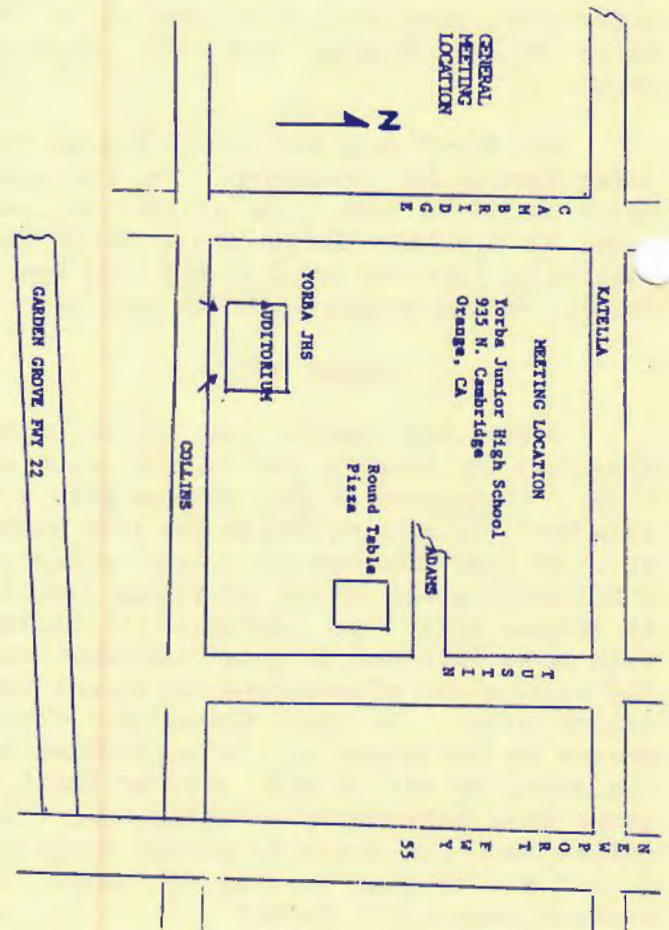 GENERAL
MEETING
LOCATION
N
KATELLA
CAMBRIDGE
MEETING LOCATION
Yorba Junior High School
935 N. Cambridge
Orange, CA
YORBA JHS
AUDITORIUM
Round Table
Pizza
ADAMS
TUSTIN
NEWPORT FWY 55
COLLINS
GARDEN GROVE FWY 22